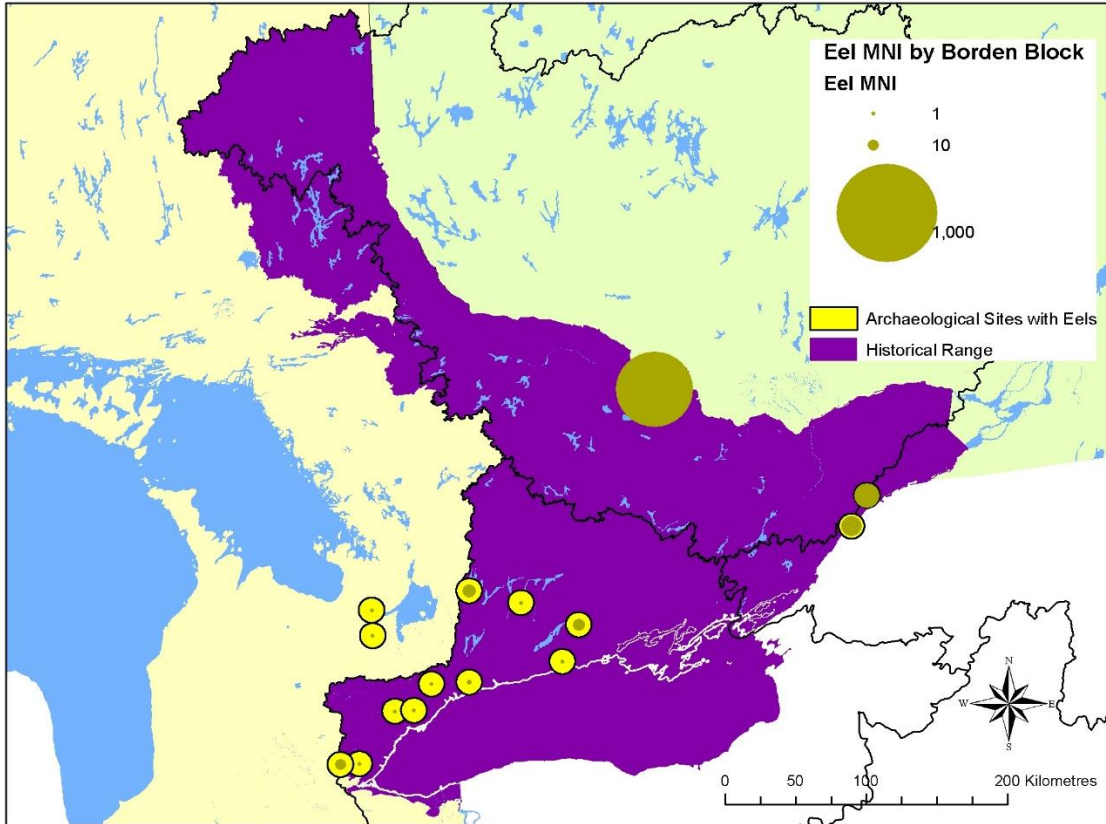 Eel MNI by Borden Block
Eel MNI
1
10
1,000
Archaeological Sites with Eels
Historical Range
N
W E
S
0 50 100 200 Kilometres